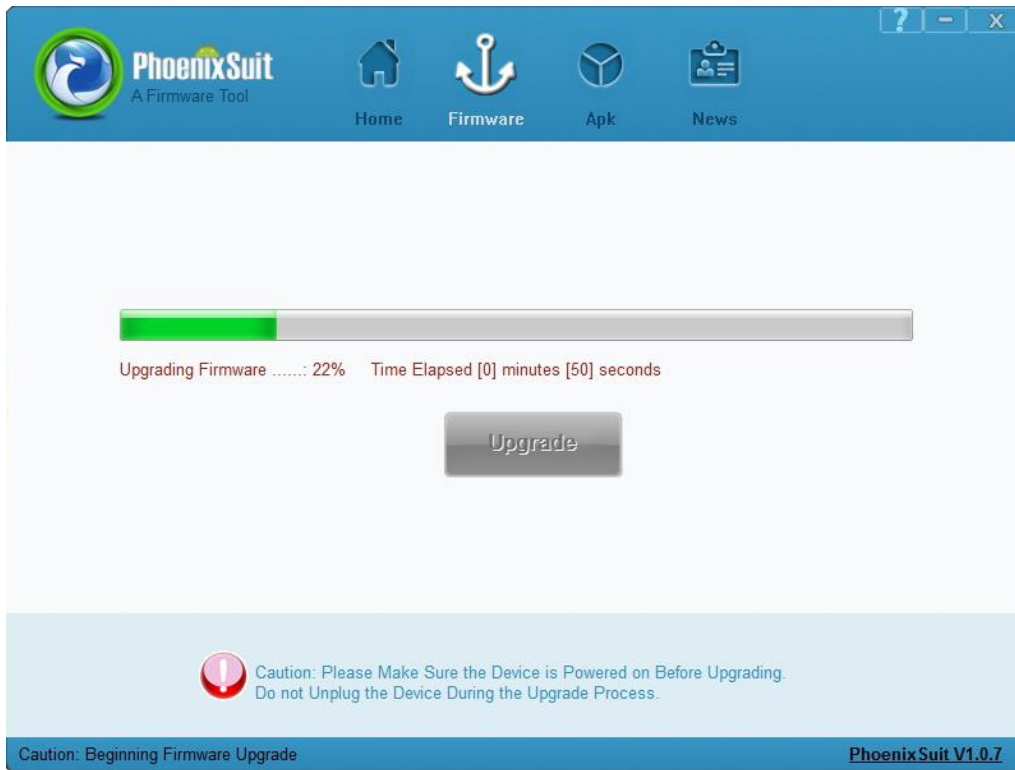 ? - X
PhoenixSuit
A Firmware Tool
Home Firmware Apk News
Upgrading Firmware ......: 22% Time Elapsed [0] minutes [50] seconds
Upgrade
Caution: Please Make Sure the Device is Powered on Before Upgrading.
Do not Unplug the Device During the Upgrade Process.
Caution: Beginning Firmware Upgrade PhoenixSuit V1.0.7